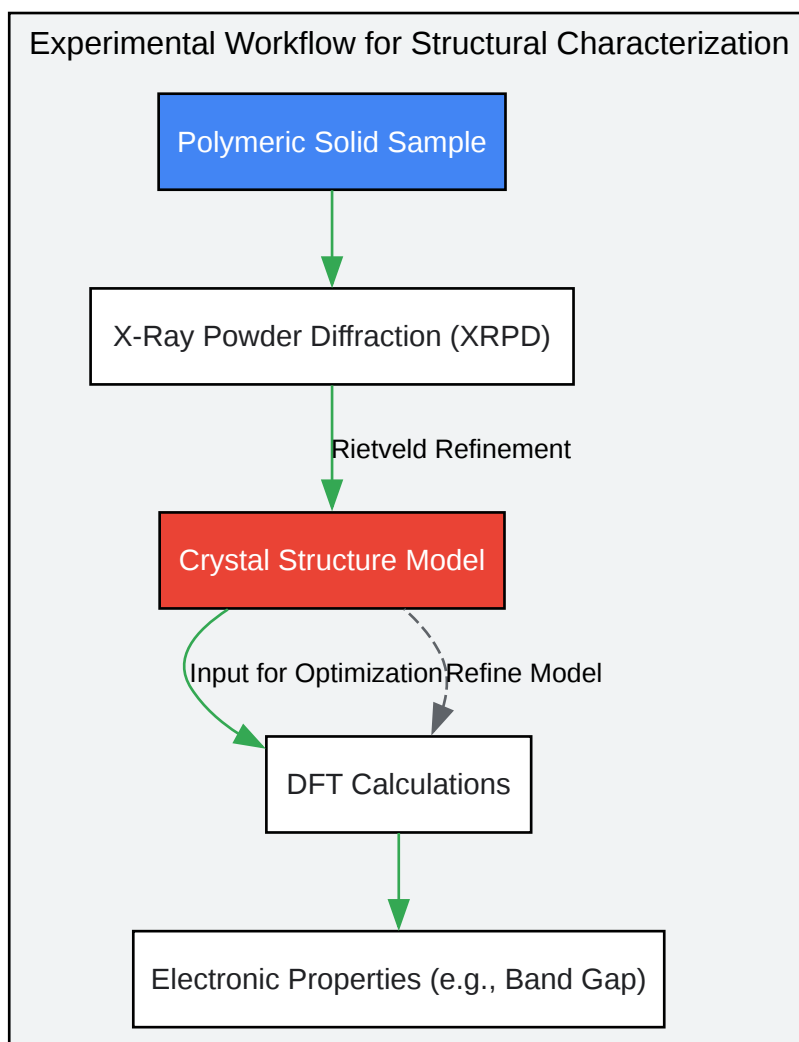 Experimental Workflow for Structural Characterization
Polymeric Solid Sample
X-Ray Powder Diffraction (XRPD)
Rietveld Refinement
Crystal Structure Model
Input for Optimization
Refine Model
DFT Calculations
Electronic Properties (e.g., Band Gap)